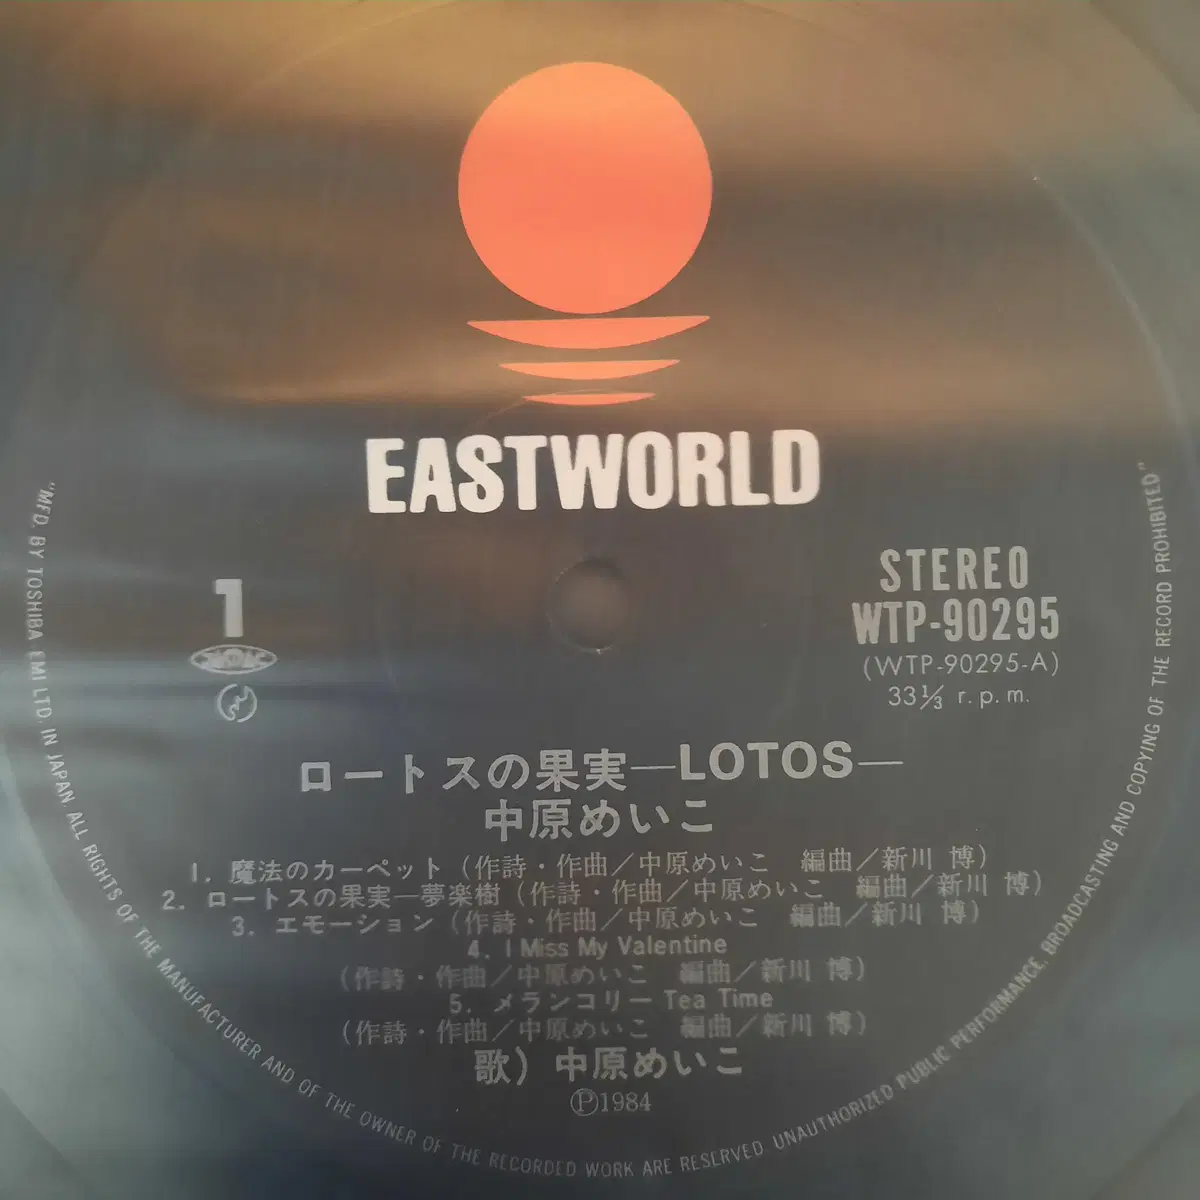 EASTWORLD
1
STEREO
WTP-90295
(WTP-90295-A)
33⅓ r.p.m.
ロートスの果実—LOTOS—
中原めいこ
1. 魔法のカーペット（作詩・作曲／中原めいこ　編曲／新川 博）
2. ロートスの果実—夢楽樹（作詩・作曲／中原めいこ　編曲／新川 博）
3. エモーション（作詩・作曲／中原めいこ　編曲／新川 博）
4. I Miss My Valentine
（作詩・作曲／中原めいこ　編曲／新川 博）
5. メランコリー Tea Time
（作詩・作曲／中原めいこ　編曲／新川 博）
歌）中原めいこ
Ⓟ1984
"MFD. BY TOSHIBA EMI LTD. IN JAPAN. ALL RIGHTS OF THE MANUFACTURER AND OF THE OWNER OF THE RECORDED WORK ARE RESERVED UNAUTHORIZED PUBLIC PERFORMANCE, BROADCASTING AND COPYING OF THE RECORD PROHIBITED"